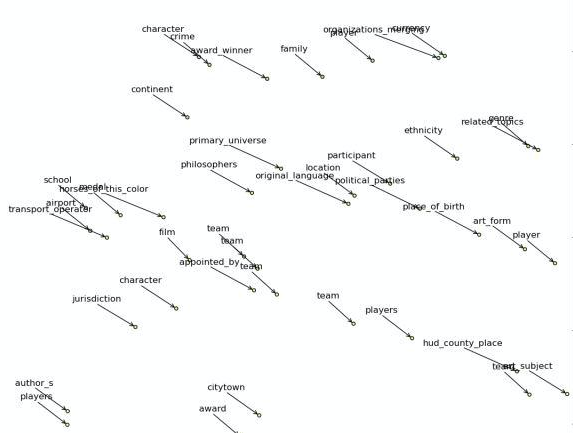 character
organizations_merging
currency
player
crime
family
award_winner
continent
genre
related_topics
ethnicity
primary_universe
participant
philosophers
location
original_language
political_parties
school
medal
horses_of_this_color
airport
transport_operator
place_of_birth
art_form
film
team
player
team
appointed_by
team
character
jurisdiction
team
players
hud_county_place
team
art_subject
author_s
citytown
players
award